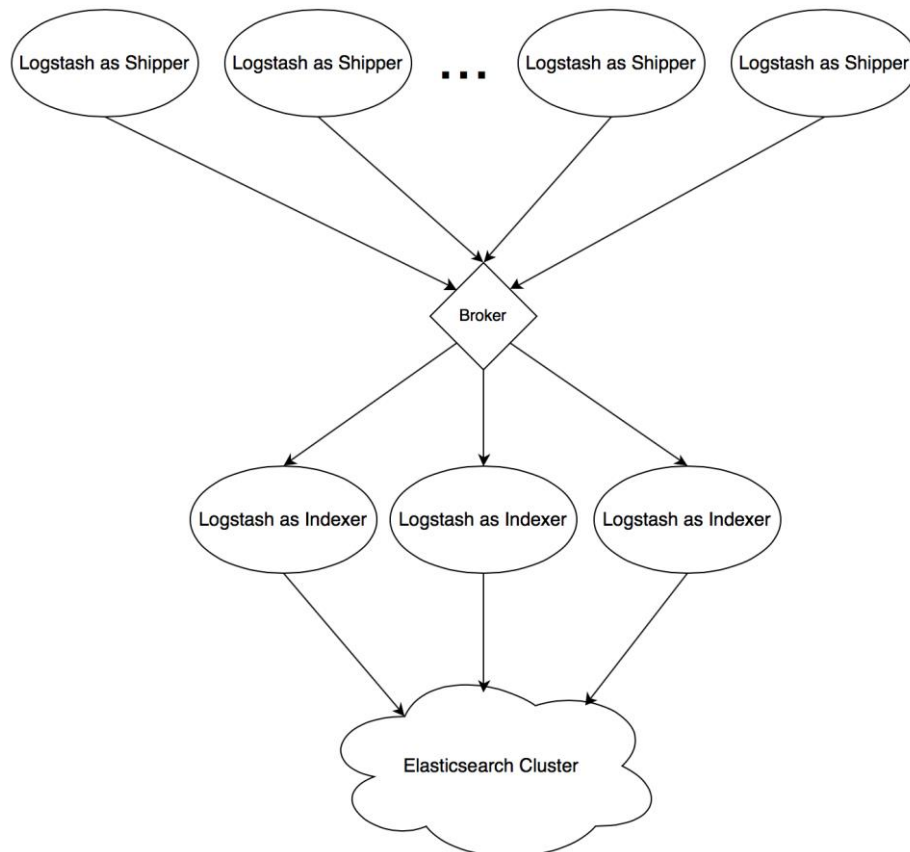 Logstash as Shipper
Logstash as Shipper
...
Logstash as Shipper
Logstash as Shipper
Broker
Logstash as Indexer
Logstash as Indexer
Logstash as Indexer
Elasticsearch Cluster